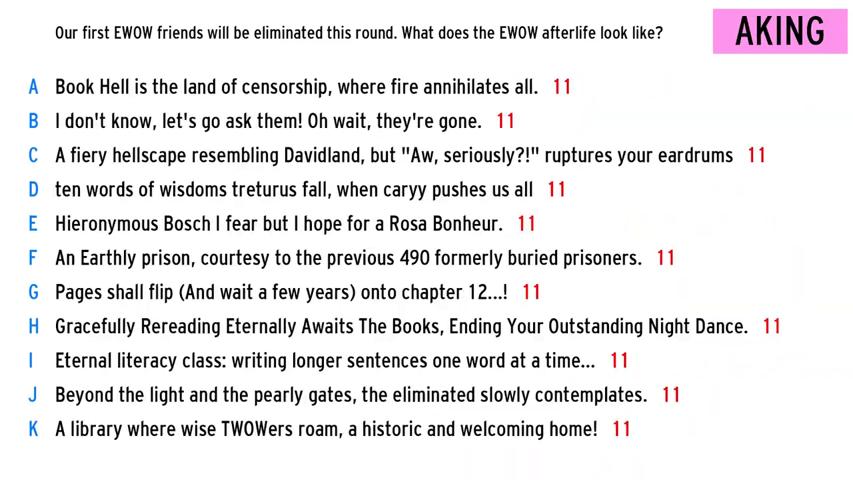 Our first EWOW friends will be eliminated this round. What does the EWOW afterlife look like?
AKING
A Book Hell is the land of censorship, where fire annihilates all. 11
B I don't know, let's go ask them! Oh wait, they're gone. 11
C A fiery hellscape resembling Davidland, but "Aw, seriously?!" ruptures your eardrums 11
D ten words of wisdoms treturus fall, when caryy pushes us all 11
E Hieronymous Bosch I fear but I hope for a Rosa Bonheur. 11
F An Earthly prison, courtesy to the previous 490 formerly buried prisoners. 11
G Pages shall flip (And wait a few years) onto chapter 12...! 11
H Gracefully Rereading Eternally Awaits The Books, Ending Your Outstanding Night Dance. 11
I Eternal literacy class: writing longer sentences one word at a time... 11
J Beyond the light and the pearly gates, the eliminated slowly contemplates. 11
K A library where wise TWOWers roam, a historic and welcoming home! 11